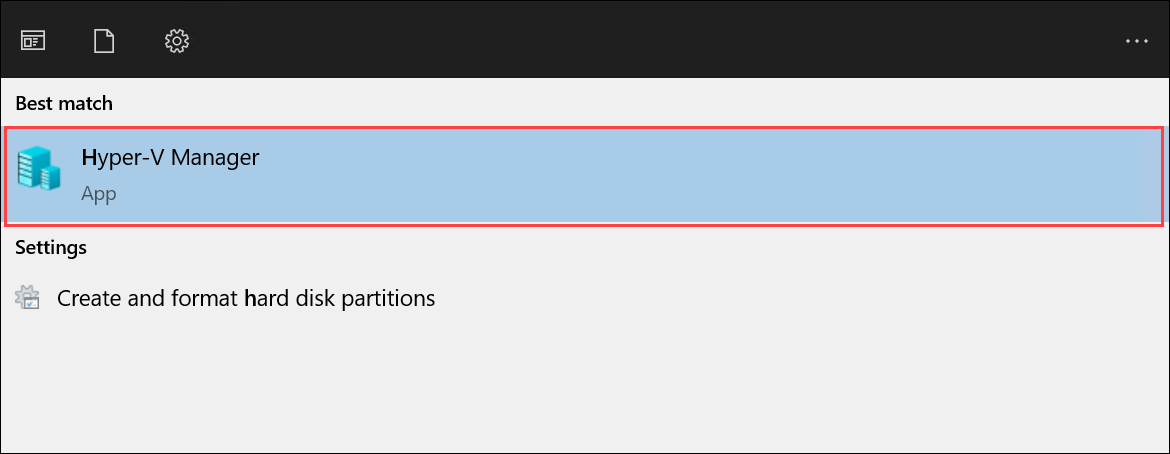 Best match
Hyper-V Manager
App
Settings
Create and format hard disk partitions